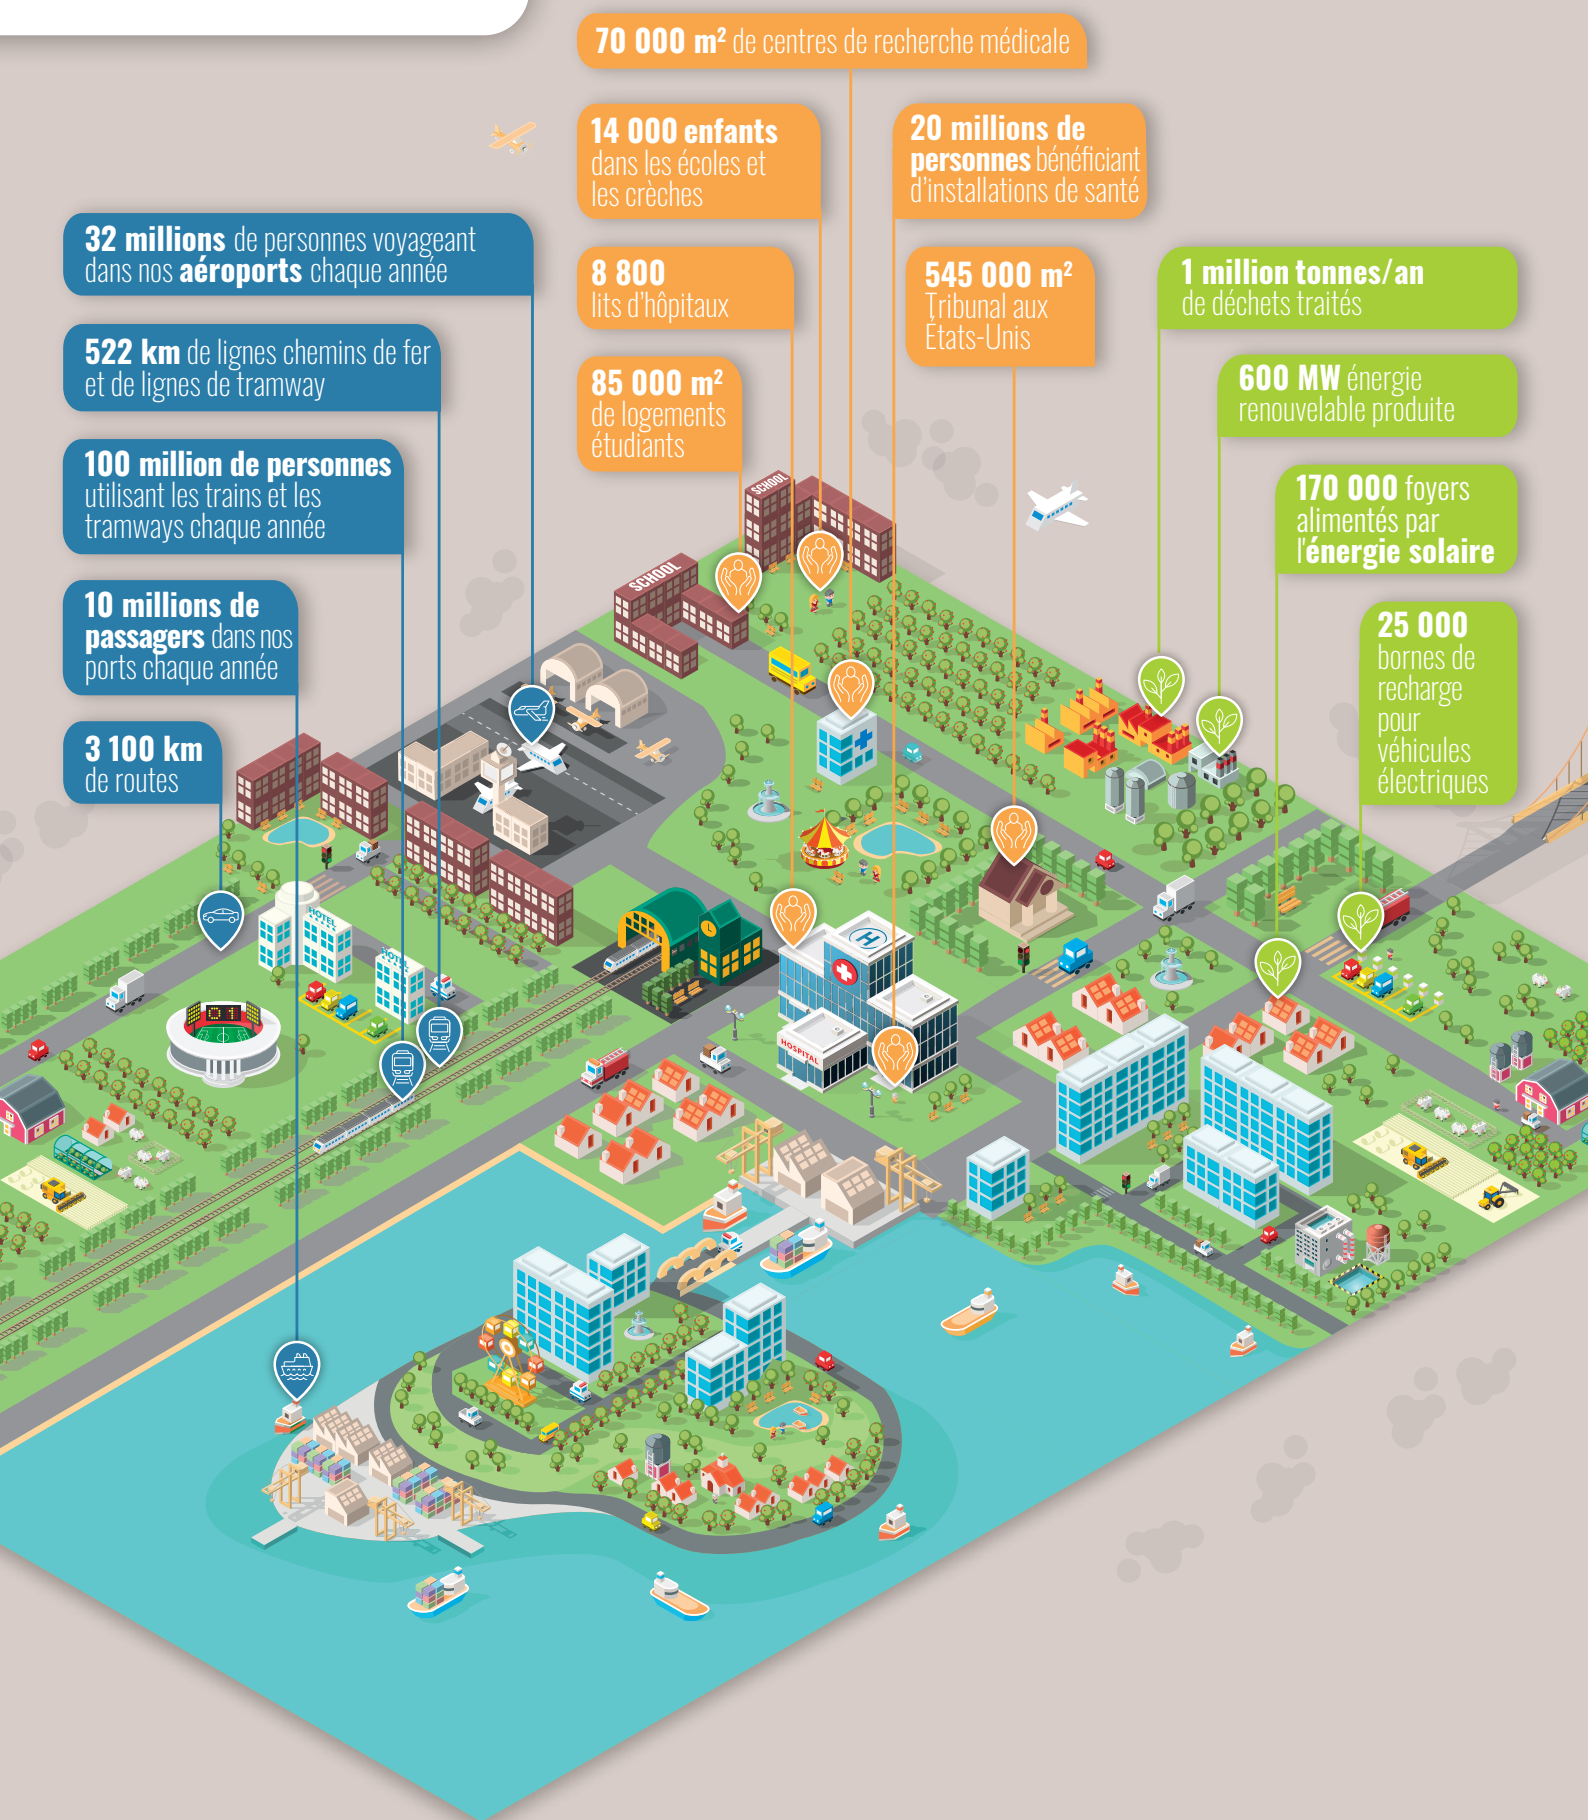 70 000 m² de centres de recherche médicale
14 000 enfants
dans les écoles et
les crèches
20 millions de
personnes bénéficiant
d'installations de santé
32 millions de personnes voyageant
dans nos aéroports chaque année
8 800
lits d'hôpitaux
545 000 m²
Tribunal aux
États-Unis
1 million tonnes/an
de déchets traités
522 km de lignes chemins de fer
et de lignes de tramway
85 000 m²
de logements
étudiants
600 MW énergie
renouvelable produite
100 million de personnes
utilisant les trains et les
tramways chaque année
170 000 foyers
alimentés par
l'énergie solaire
10 millions de
passagers dans nos
ports chaque année
25 000
bornes de
recharge
pour
véhicules
électriques
3 100 km
de routes
SCHOOL
SCHOOL
HOTEL
HOTEL
0 1
H
HOSPITAL